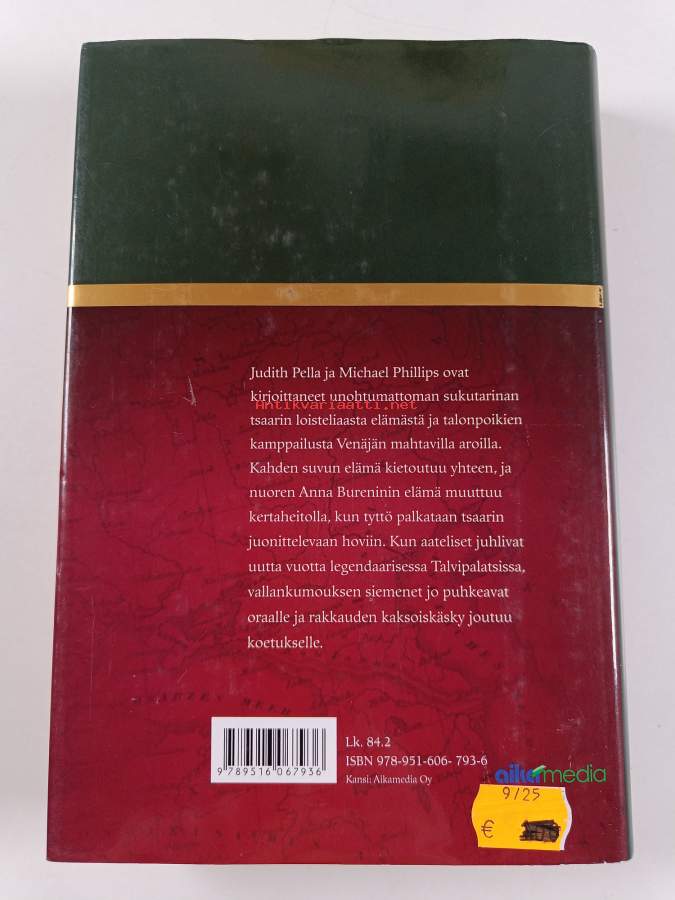 Judith Pella ja Michael Phillips ovat
kirjoittaneet unohtumattoman sukutarinan
Antikvariaatti.net
tsaarin loisteliaasta elämästä ja talonpoikien
kamppailusta Venäjän mahtavilla aroilla.
Kahden suvun elämä kietoutuu yhteen, ja
nuoren Anna Bureninin elämä muuttuu
kertaheitolla, kun tyttö palkataan tsaarin
juonittelevaan hoviin. Kun aateliset juhlivat
uutta vuotta legendaarisessa Talvipalatsissa,
vallankumouksen siemenet jo puhkeavat
oraalle ja rakkauden kaksoiskäsky joutuu
koetukselle.
9 789516 067936
Lk. 84.2
ISBN 978-951-606- 793-6
Kansi: Aikamedia Oy
aikamedia
9/25
€